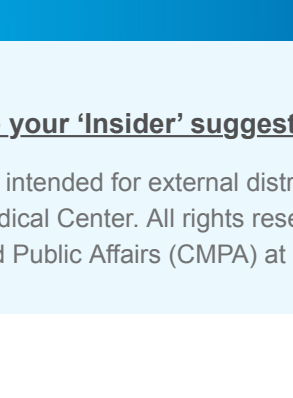 your ‘Insider’ suggest
intended for external distr
dical Center. All rights rese
d Public Affairs (CMPA) at